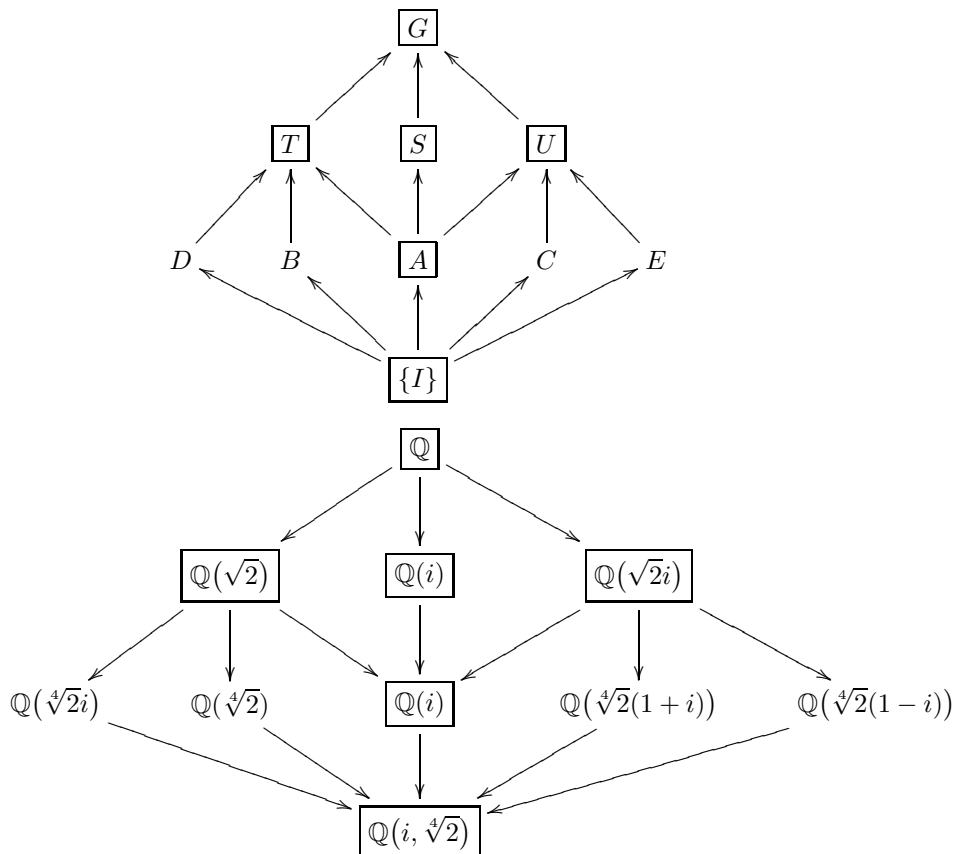 G
T S U
D B A C E
{I}
ℚ
ℚ(√2) ℚ(i) ℚ(√2i)
ℚ(∜2i) ℚ(∜2) ℚ(i) ℚ(∜2(1 + i)) ℚ(∜2(1 − i))
ℚ(i, ∜2)